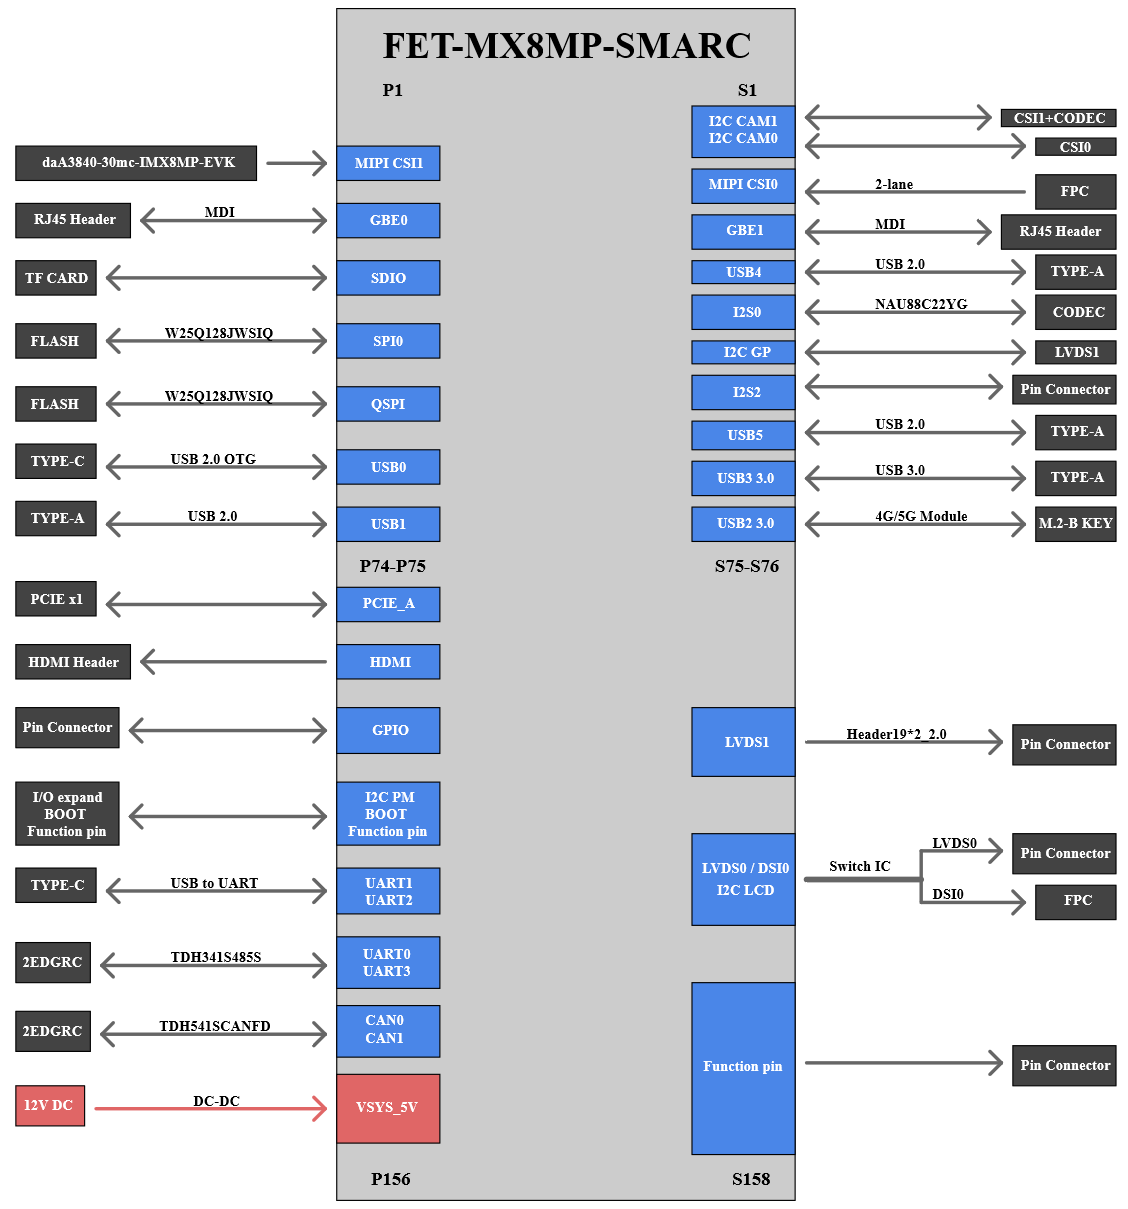 FET-MX8MP-SMARC
P1
daA3840-30mc-IMX8MP-EVK
MIPI CSI1
RJ45 Header
MDI
GBE0
TF CARD
SDIO
FLASH
W25Q128JWSIQ
SPI0
FLASH
W25Q128JWSIQ
QSPI
TYPE-C
USB 2.0 OTG
USB0
TYPE-A
USB 2.0
USB1
P74-P75
PCIE x1
PCIE_A
HDMI Header
HDMI
Pin Connector
GPIO
I/O expand
BOOT
Function pin
I2C PM
BOOT
Function pin
TYPE-C
USB to UART
UART1
UART2
2EDGRC
TDH341S485S
UART0
UART3
2EDGRC
TDH541SCANFD
CAN0
CAN1
12V DC
DC-DC
VSYS_5V
P156
S1
I2C CAM1
I2C CAM0
CSI1+CODEC
CSI0
MIPI CSI0
2-lane
FPC
GBE1
MDI
RJ45 Header
USB4
USB 2.0
TYPE-A
I2S0
NAU88C22YG
CODEC
I2C GP
LVDS1
I2S2
Pin Connector
USB5
USB 2.0
TYPE-A
USB3 3.0
USB 3.0
TYPE-A
USB2 3.0
4G/5G Module
M.2-B KEY
S75-S76
LVDS1
Header19*2_2.0
Pin Connector
LVDS0 / DSI0
I2C LCD
Switch IC
LVDS0
Pin Connector
DSI0
FPC
Function pin
Pin Connector
S158